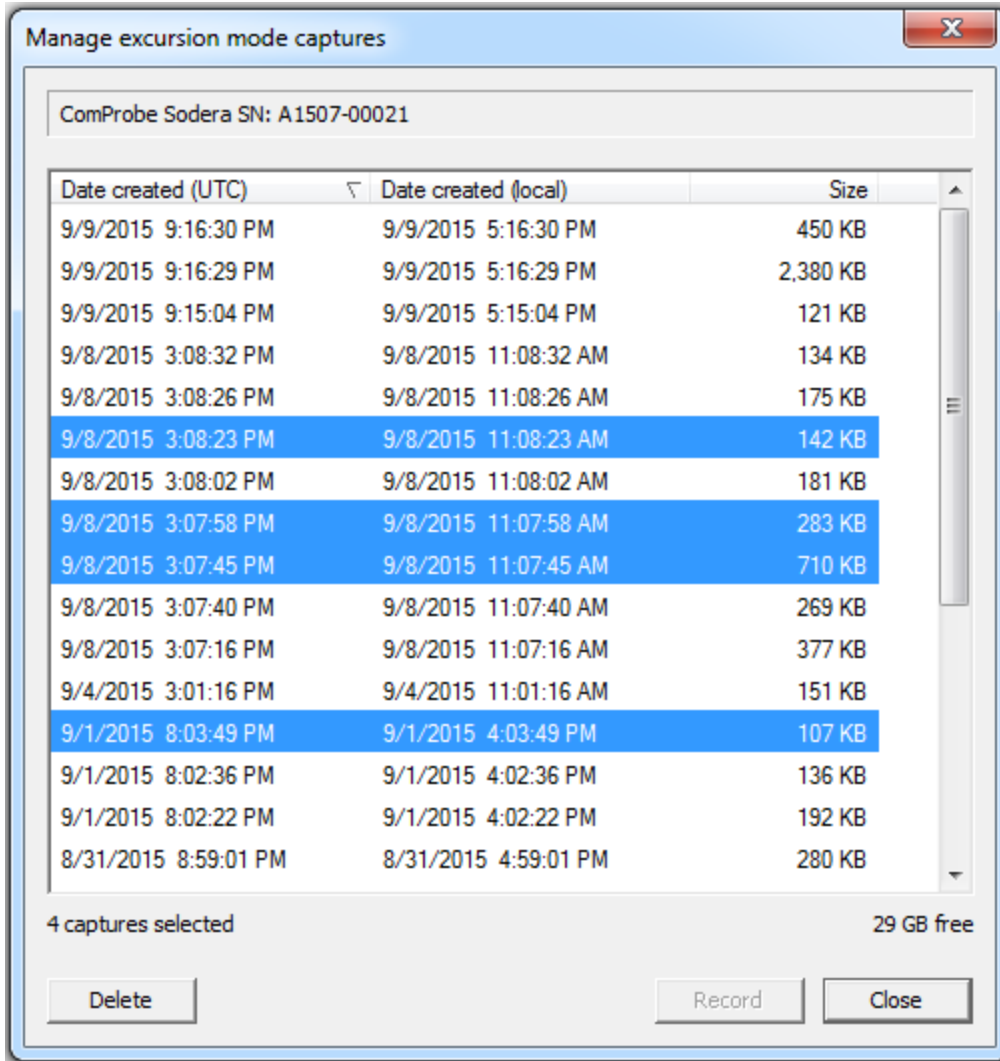 Manage excursion mode captures
ComProbe Sodera SN: A1507-00021
Date created (UTC) Date created (local) Size
9/9/2015 9:16:30 PM 9/9/2015 5:16:30 PM 450 KB
9/9/2015 9:16:29 PM 9/9/2015 5:16:29 PM 2,380 KB
9/9/2015 9:15:04 PM 9/9/2015 5:15:04 PM 121 KB
9/8/2015 3:08:32 PM 9/8/2015 11:08:32 AM 134 KB
9/8/2015 3:08:26 PM 9/8/2015 11:08:26 AM 175 KB
9/8/2015 3:08:23 PM 9/8/2015 11:08:23 AM 142 KB
9/8/2015 3:08:02 PM 9/8/2015 11:08:02 AM 181 KB
9/8/2015 3:07:58 PM 9/8/2015 11:07:58 AM 283 KB
9/8/2015 3:07:45 PM 9/8/2015 11:07:45 AM 710 KB
9/8/2015 3:07:40 PM 9/8/2015 11:07:40 AM 269 KB
9/8/2015 3:07:16 PM 9/8/2015 11:07:16 AM 377 KB
9/4/2015 3:01:16 PM 9/4/2015 11:01:16 AM 151 KB
9/1/2015 8:03:49 PM 9/1/2015 4:03:49 PM 107 KB
9/1/2015 8:02:36 PM 9/1/2015 4:02:36 PM 136 KB
9/1/2015 8:02:22 PM 9/1/2015 4:02:22 PM 192 KB
8/31/2015 8:59:01 PM 8/31/2015 4:59:01 PM 280 KB
4 captures selected 29 GB free
Delete Record Close